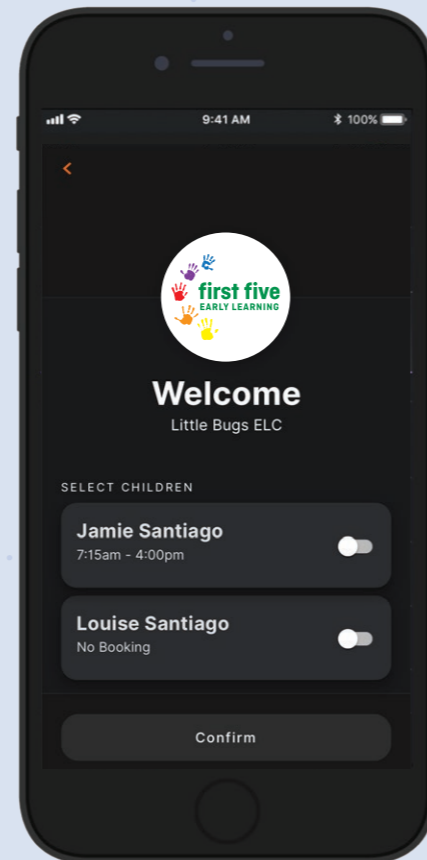 9:41 AM 100%
first five
EARLY LEARNING
Welcome
Little Bugs ELC
SELECT CHILDREN
Jamie Santiago
7:15am - 4:00pm
Louise Santiago
No Booking
Confirm